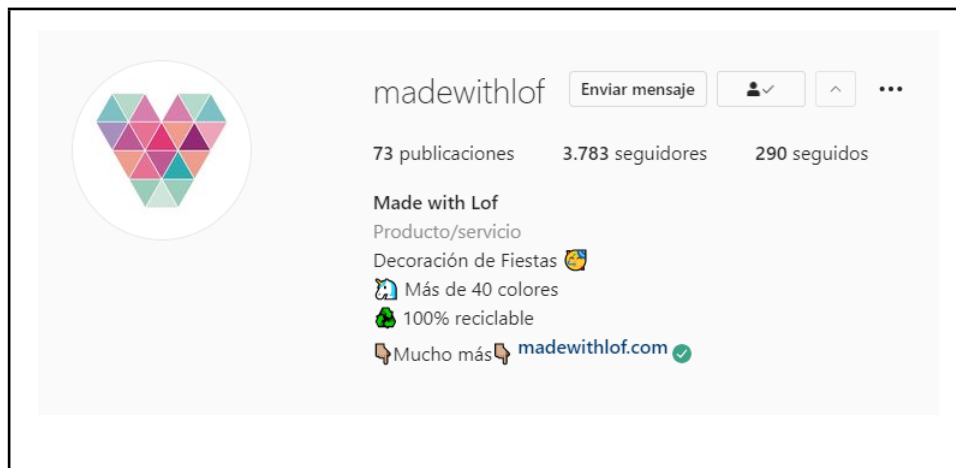 madewithlof Enviar mensaje
73 publicaciones 3.783 seguidores 290 seguidos
Made with Lof
Producto/servicio
Decoración de Fiestas 🥳
🦄 Más de 40 colores
♻ 100% reciclable
👇🏽Mucho más👇🏽 madewithlof.com